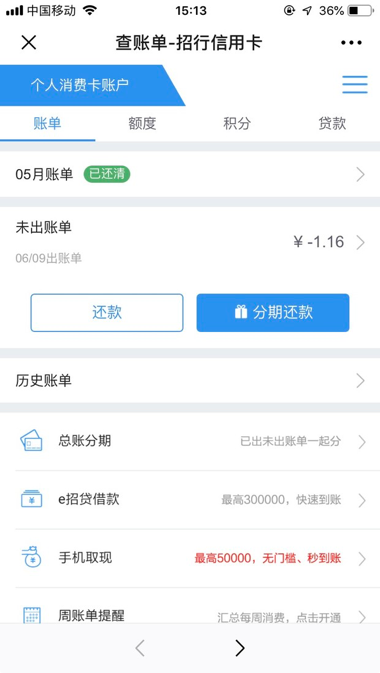 中国移动 15:13 36%
查账单-招行信用卡
个人消费卡账户
账单 额度 积分 贷款
05月账单 已还清
未出账单
¥ -1.16
06/09出账单
还款 分期还款
历史账单
总账分期 已出未出账单一起分
¥ e招贷借款 最高300000，快速到账
¥ 手机取现 最高50000，无门槛、秒到账
周账单提醒 汇总每周消费，点击开通